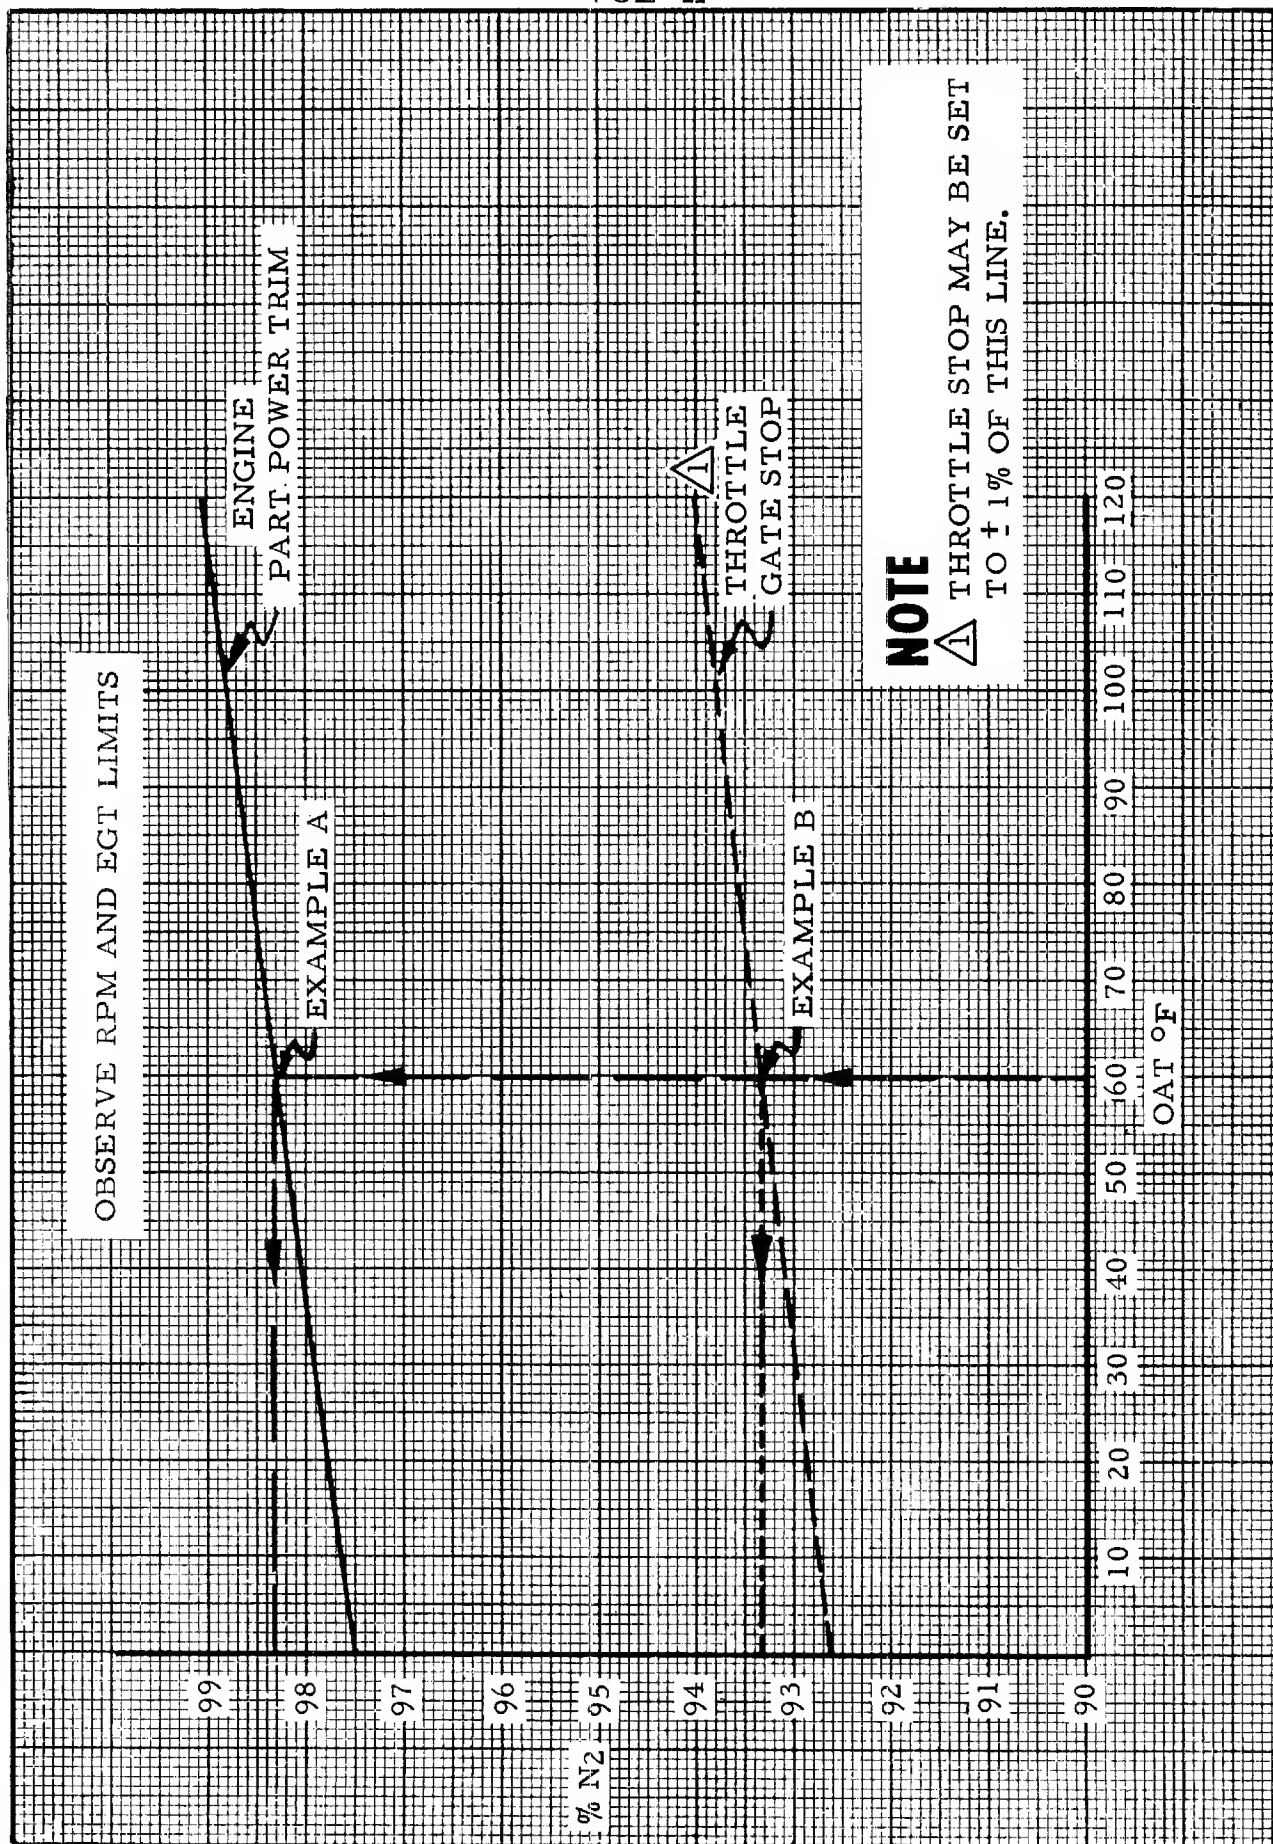 OBSERVE RPM AND EGT LIMITS
ENGINE
PART POWER TRIM
EXAMPLE A
1
THROTTLE
GATE STOP
EXAMPLE B
NOTE
1 THROTTLE STOP MAY BE SET
TO ± 1% OF THIS LINE.
% N2
99
98
97
96
95
94
93
92
91
90
10 20 30 40 50 60 70 80 90 100 110 120
OAT °F